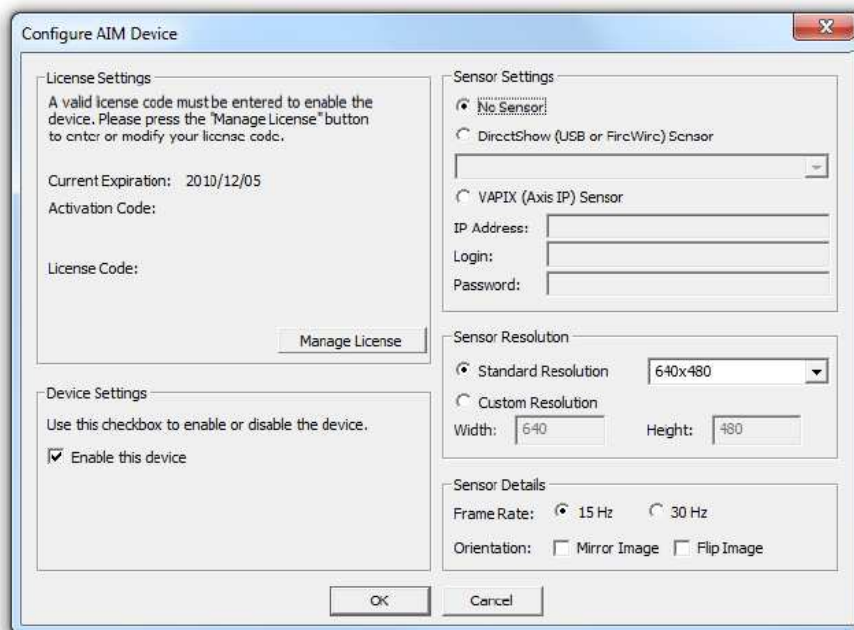 Configure AIM Device
License Settings
A valid license code must be entered to enable the
device. Please press the "Manage License" button
to enter or modify your license code.
Current Expiration: 2010/12/05
Activation Code:
License Code:
Manage License
Device Settings
Use this checkbox to enable or disable the device.
Enable this device
Sensor Settings
No Sensor
DirectShow (USB or FireWire) Sensor
VAPIX (Axis IP) Sensor
IP Address:
Login:
Password:
Sensor Resolution
Standard Resolution 640x480
Custom Resolution
Width: 640 Height: 480
Sensor Details
Frame Rate: 15 Hz 30 Hz
Orientation: Mirror Image Flip Image
OK Cancel